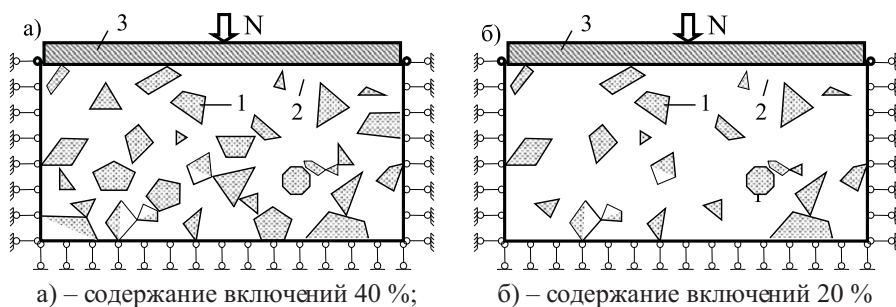 а) 3 N
1 2
б) 3 N
1 2
1
а) – содержание включений 40 %;
б) – содержание включений 20 %